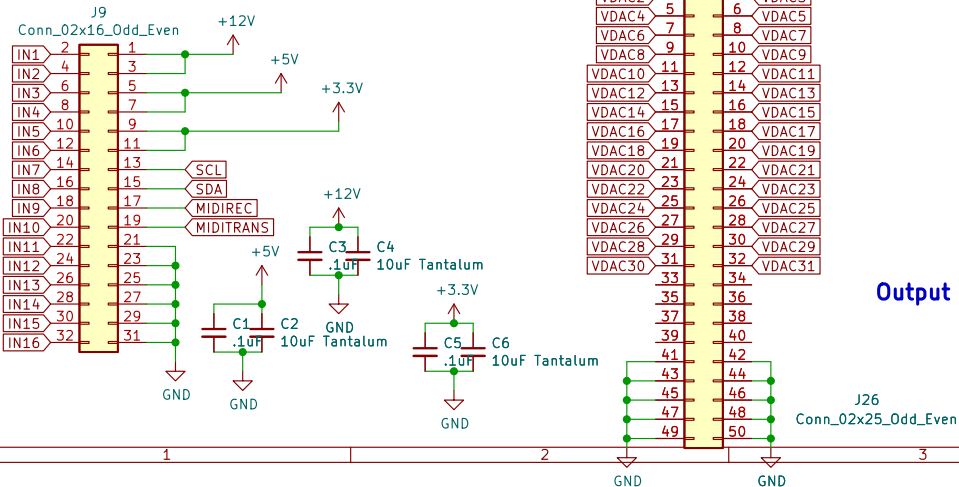 J9
Conn_02x16_Odd_Even
+12V
+5V
+3.3V
IN1 2 1
IN2 4 3
IN3 6 5
IN4 8 7
IN5 10 9
IN6 12 11
IN7 14 13 SCL
IN8 16 15 SDA
IN9 18 17 MIDIREC
IN10 20 19 MIDITRANS
IN11 22 21
IN12 24 23
IN13 26 25
IN14 28 27
IN15 30 29
IN16 32 31
GND
+5V
C1
.1uF
C2
10uF Tantalum
GND
+12V
C3
.1uF
C4
10uF Tantalum
GND
+3.3V
C5
.1uF
C6
10uF Tantalum
GND
VDAC4 5 6 VDAC5
VDAC6 7 8 VDAC7
VDAC8 9 10 VDAC9
VDAC10 11 12 VDAC11
VDAC12 13 14 VDAC13
VDAC14 15 16 VDAC15
VDAC16 17 18 VDAC17
VDAC18 19 20 VDAC19
VDAC20 21 22 VDAC21
VDAC22 23 24 VDAC23
VDAC24 25 26 VDAC25
VDAC26 27 28 VDAC27
VDAC28 29 30 VDAC29
VDAC30 31 32 VDAC31
33 34
35 36
37 38
39 40
41 42
43 44
45 46
47 48
49 50
Output
J26
Conn_02x25_Odd_Even
1 2 3
GND GND